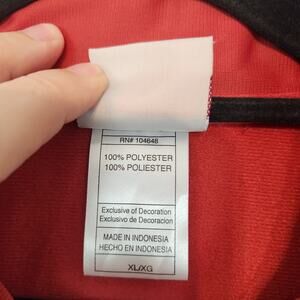 RN# 104648
100% POLYESTER
100% POLIESTER
Exclusive of Decoration
Exclusivo de Decoracion
MADE IN INDONESIA
HECHO EN INDONESIA
XL/XG